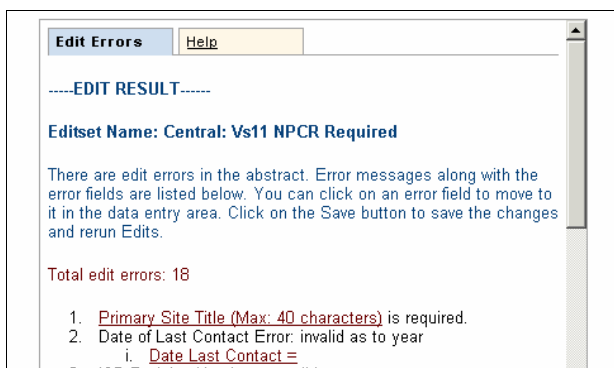 Edit Errors Help
-----EDIT RESULT------
Editset Name: Central: Vs11 NPCR Required
There are edit errors in the abstract. Error messages along with the
error fields are listed below. You can click on an error field to move to
it in the data entry area. Click on the Save button to save the changes
and rerun Edits.
Total edit errors: 18
1. Primary Site Title (Max: 40 characters) is required.
2. Date of Last Contact Error: invalid as to year
i. Date Last Contact =